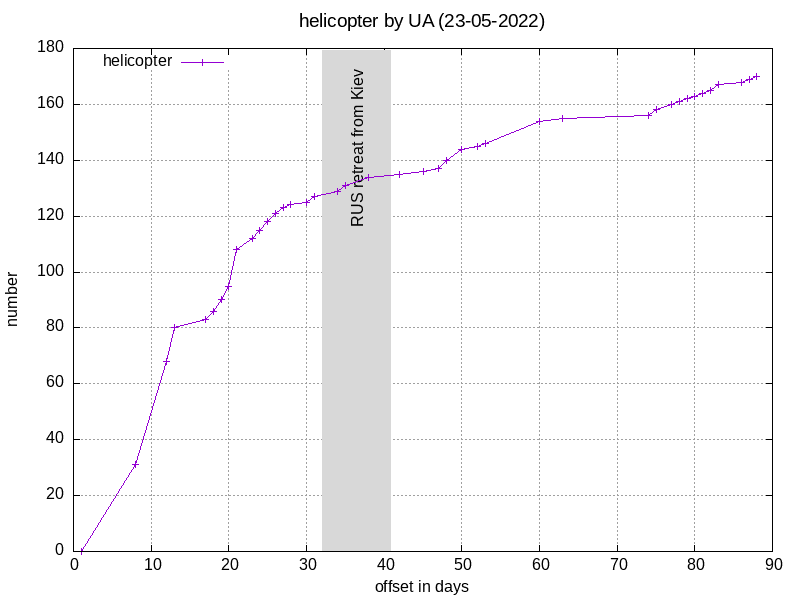 helicopter by UA (23-05-2022)
helicopter
180
160
140
120
100
80
60
40
20
0
number
RUS retreat from Kiev
0 10 20 30 40 50 60 70 80 90
offset in days